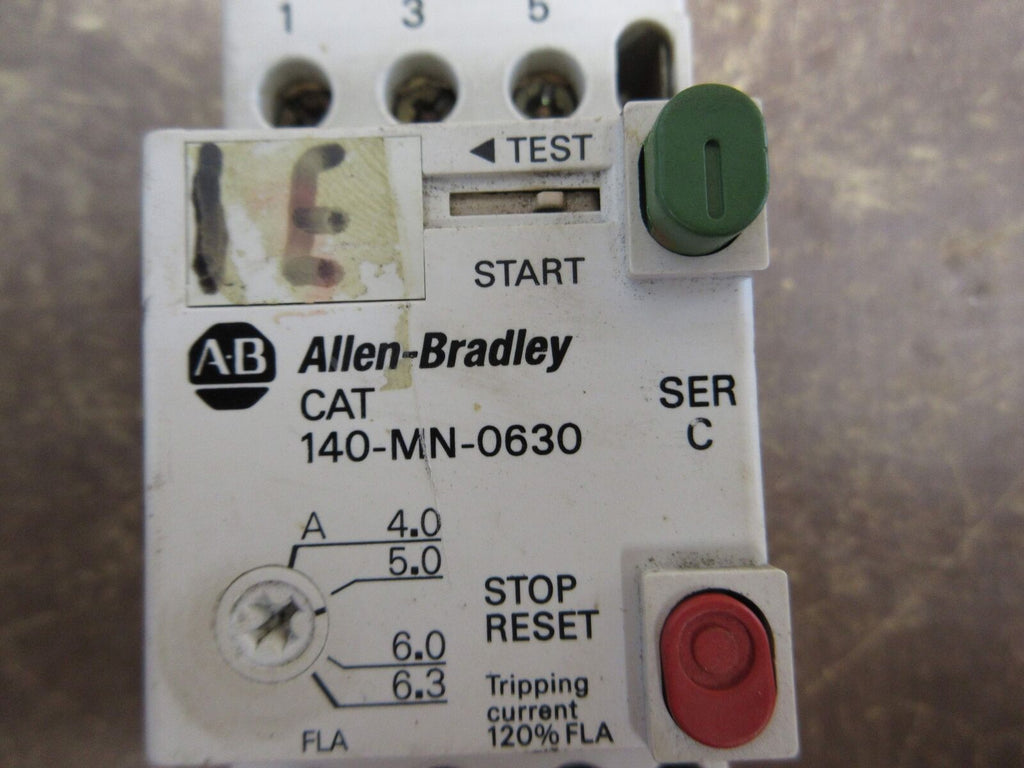 1 3 5
◄ TEST
1E
START
A-B Allen-Bradley
CAT
140-MN-0630
SER
C
A 4.0
5.0
6.0
6.3
FLA
STOP
RESET
Tripping
current
120% FLA